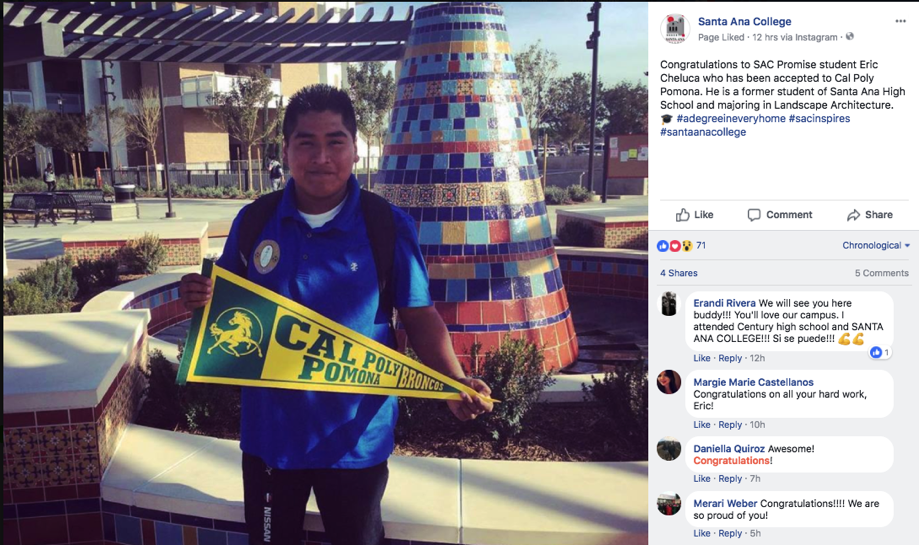 CAL POLY
POMONA
BRONCOS
NISSAN
Santa Ana College
Page Liked · 12 hrs via Instagram ·
Congratulations to SAC Promise student Eric
Cheluca who has been accepted to Cal Poly
Pomona. He is a former student of Santa Ana High
School and majoring in Landscape Architecture.
🎓 #adegreeineveryhome #sacinspires
#santaanacollege
Like Comment Share
71 Chronological
4 Shares 5 Comments
Erandi Rivera We will see you here
buddy!!! You'll love our campus. I
attended Century high school and SANTA
ANA COLLEGE!!! Si se puede!!! 💪💪
1
Like · Reply · 12h
Margie Marie Castellanos
Congratulations on all your hard work,
Eric!
Like · Reply · 10h
Daniella Quiroz Awesome!
Congratulations!
Like · Reply · 7h
Merari Weber Congratulations!!!! We are
so proud of you!
Like · Reply · 5h